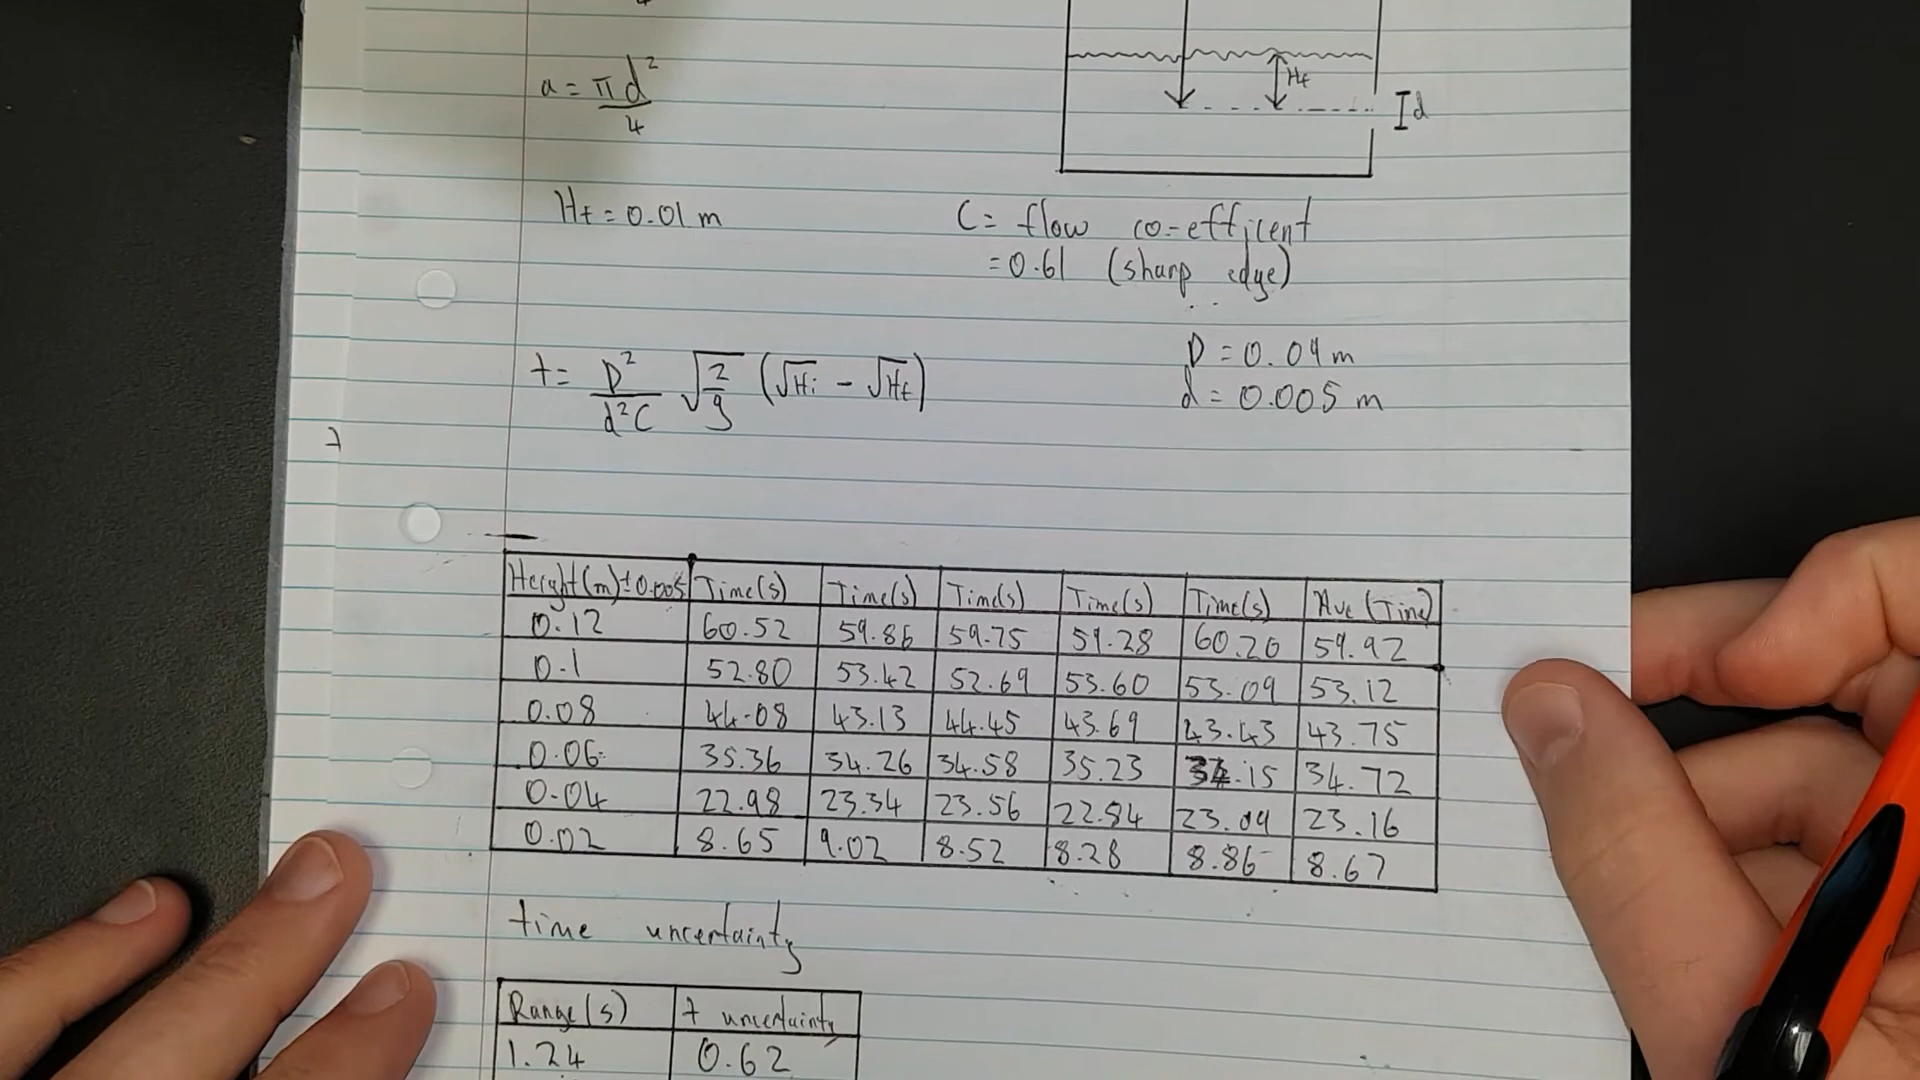 a = πd²/4
Hf
d
Hf = 0.01 m
C = flow co-efficent
= 0.61 (sharp edge)
D = 0.04 m
t = D²/d²C √2/g (√Hi - √Hf)
d = 0.005 m
Height(m)±0.005 Time(s) Time(s) Time(s) Time(s) Time(s) Ave (Time)
0.12 60.52 59.86 59.75 59.28 60.20 59.92
0.1 52.80 53.42 52.69 53.60 53.09 53.12
0.08 44.08 43.13 44.45 43.69 43.43 43.75
0.06 35.36 34.26 34.58 35.23 34.15 34.72
0.04 22.98 23.34 23.56 22.84 23.09 23.16
0.02 8.65 9.02 8.52 8.28 8.86 8.67
time uncertainty
Range(s) t uncertainty
1.24 0.62